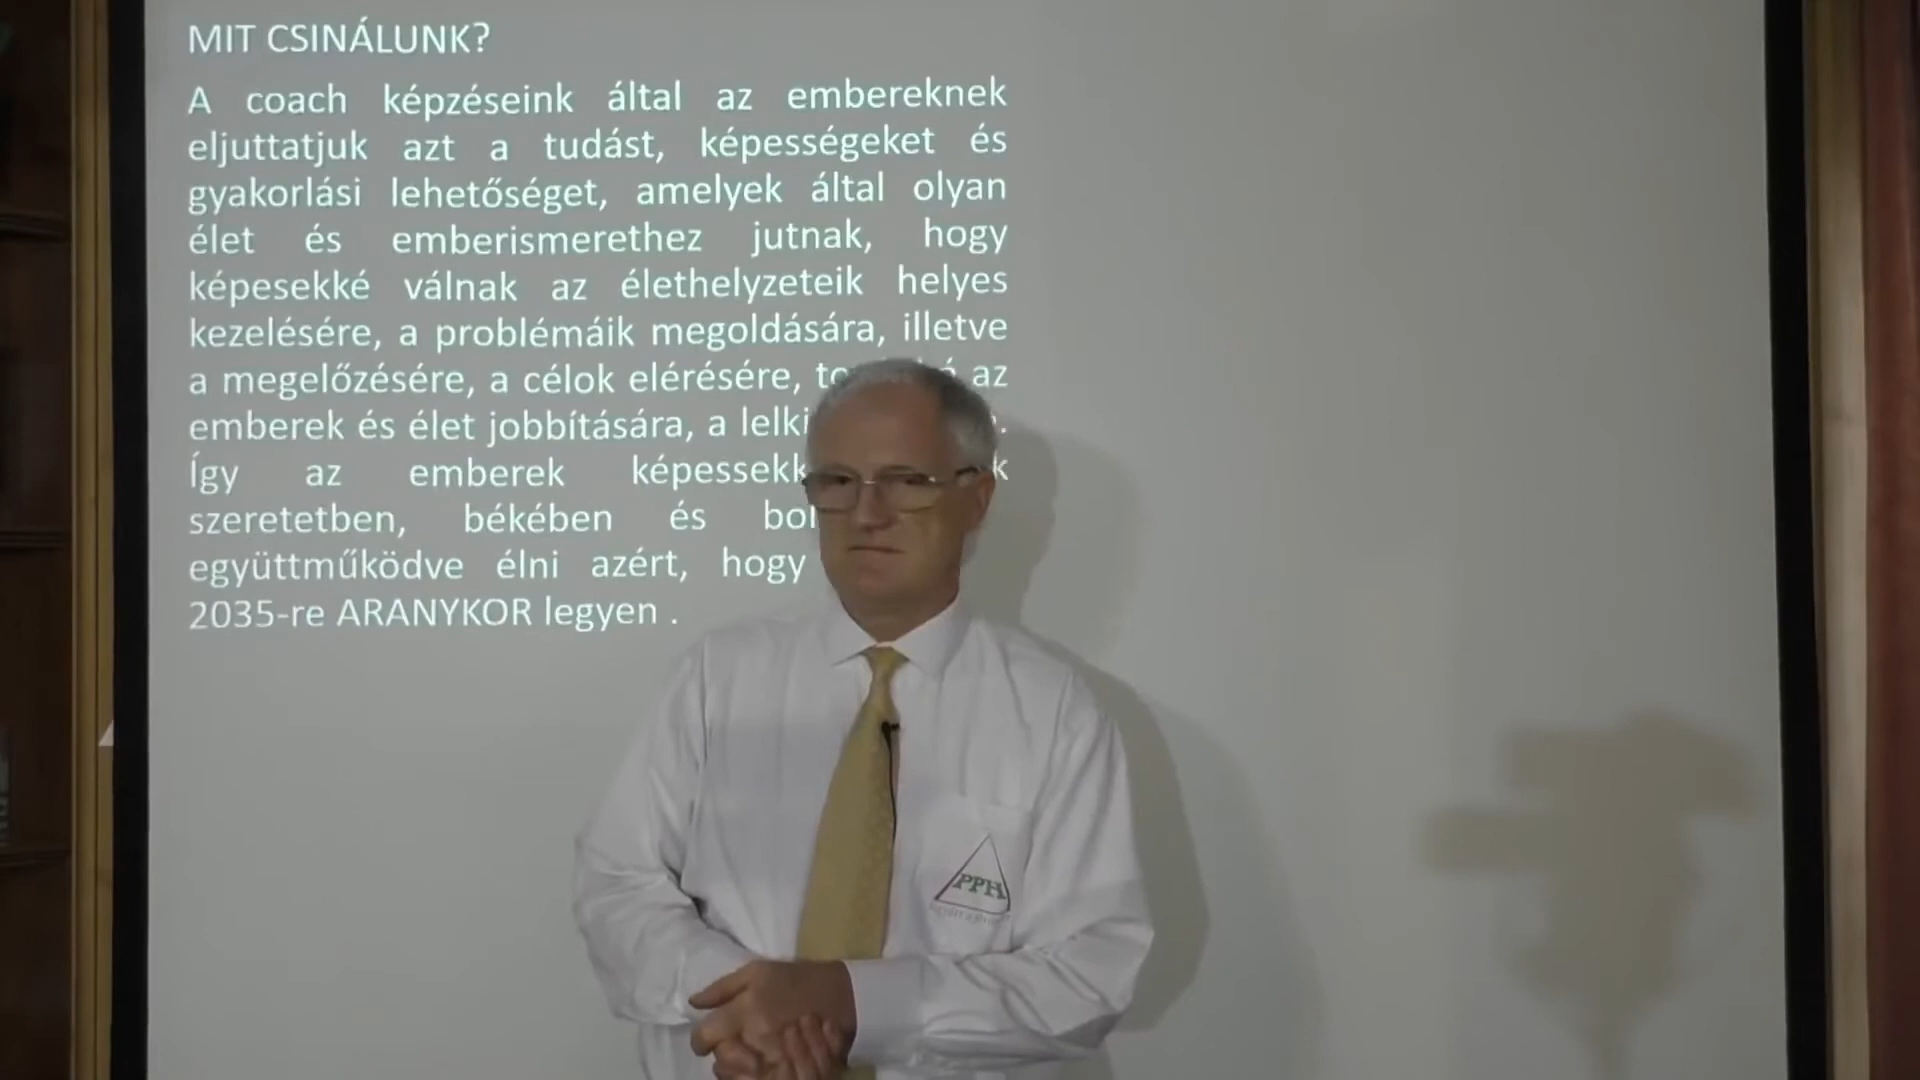 MIT CSINÁLUNK?
A coach képzéseink által az embereknek
eljuttatjuk azt a tudást, képességeket és
gyakorlási lehetőséget, amelyek által olyan
élet és emberismerethez jutnak, hogy
képesekké válnak az élethelyzeteik helyes
kezelésére, a problémáik megoldására, illetve
a megelőzésére, a célok elérésére, az
emberek és élet jobbítására, a lelki
Így az emberek
szeretetben, békében és
együttműködve élni azért, hogy
2035-re ARANYKOR legyen .
PPH